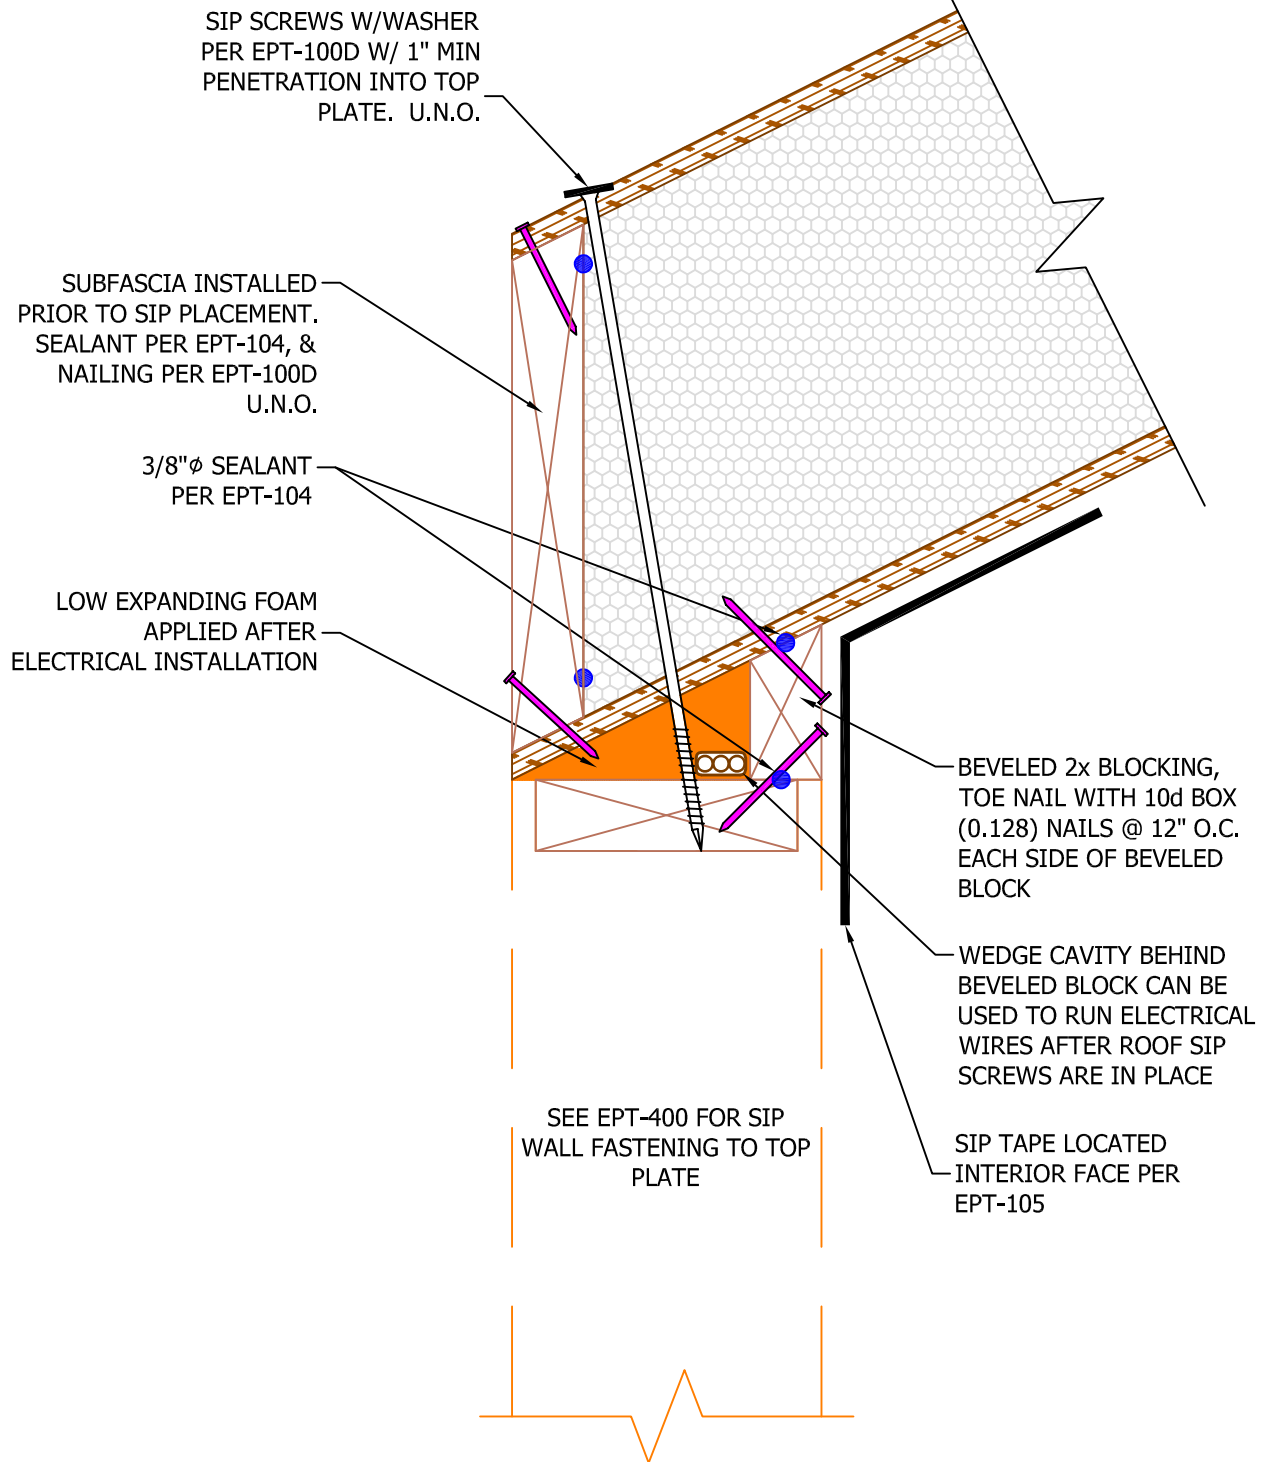 SIP SCREWS W/WASHER
PER EPT-100D W/ 1" MIN
PENETRATION INTO TOP
PLATE. U.N.O.
SUBFASCIA INSTALLED
PRIOR TO SIP PLACEMENT.
SEALANT PER EPT-104, &
NAILING PER EPT-100D
U.N.O.
3/8"⌀ SEALANT
PER EPT-104
LOW EXPANDING FOAM
APPLIED AFTER
ELECTRICAL INSTALLATION
BEVELED 2x BLOCKING,
TOE NAIL WITH 10d BOX
(0.128) NAILS @ 12" O.C.
EACH SIDE OF BEVELED
BLOCK
WEDGE CAVITY BEHIND
BEVELED BLOCK CAN BE
USED TO RUN ELECTRICAL
WIRES AFTER ROOF SIP
SCREWS ARE IN PLACE
SEE EPT-400 FOR SIP
WALL FASTENING TO TOP
PLATE
SIP TAPE LOCATED
INTERIOR FACE PER
EPT-105